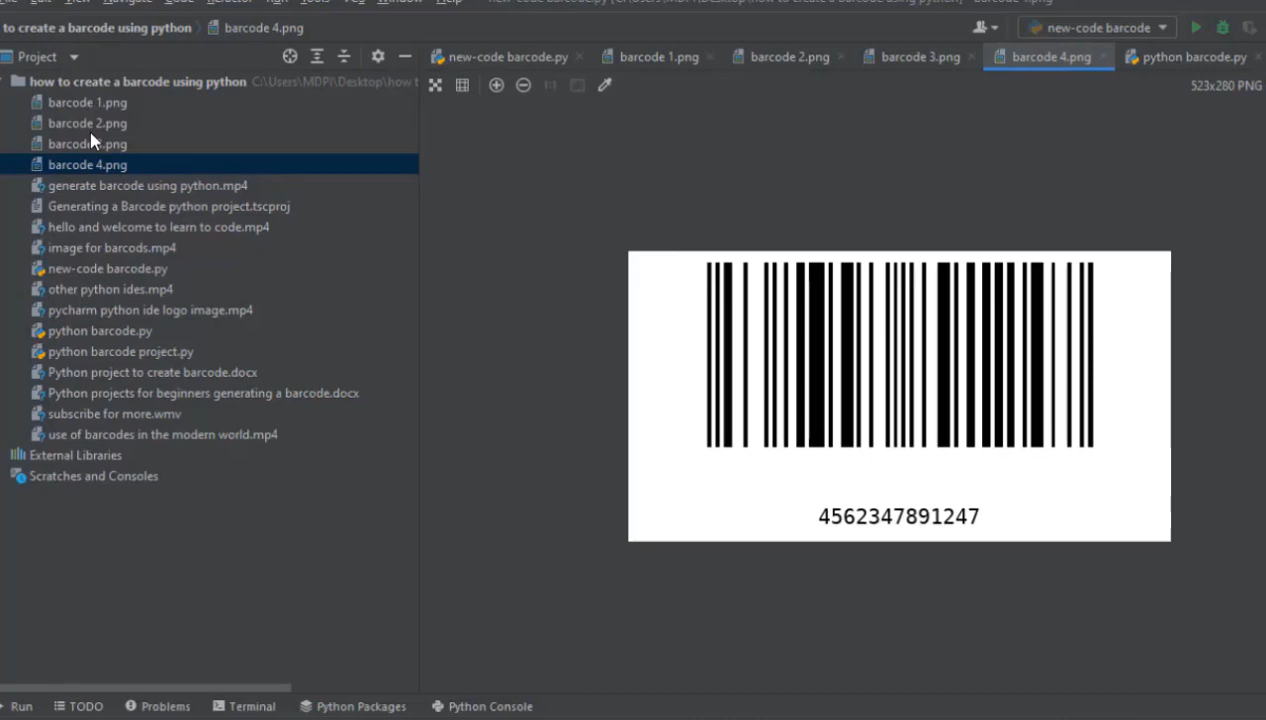 to create a barcode using python barcode 4.png new-code barcode
Project new-code barcode.py barcode 1.png barcode 2.png barcode 3.png barcode 4.png python barcode.py
how to create a barcode using python C:\Users\MDPI\Desktop\how t
523x280 PNG
barcode 1.png
barcode 2.png
.png
barcode 4.png
generate barcode using python.mp4
Generating a Barcode python project.tscproj
hello and welcome to learn to code.mp4
image for barcods.mp4
new-code barcode.py
other python ides.mp4
pycharm python ide logo image.mp4
python barcode.py
python barcode project.py
Python project to create barcode.docx
Python projects for beginners generating a barcode.docx
subscribe for more.wmv
use of barcodes in the modern world.mp4
External Libraries
Scratches and Consoles
4562347891247
Run TODO Problems Terminal Python Packages Python Console